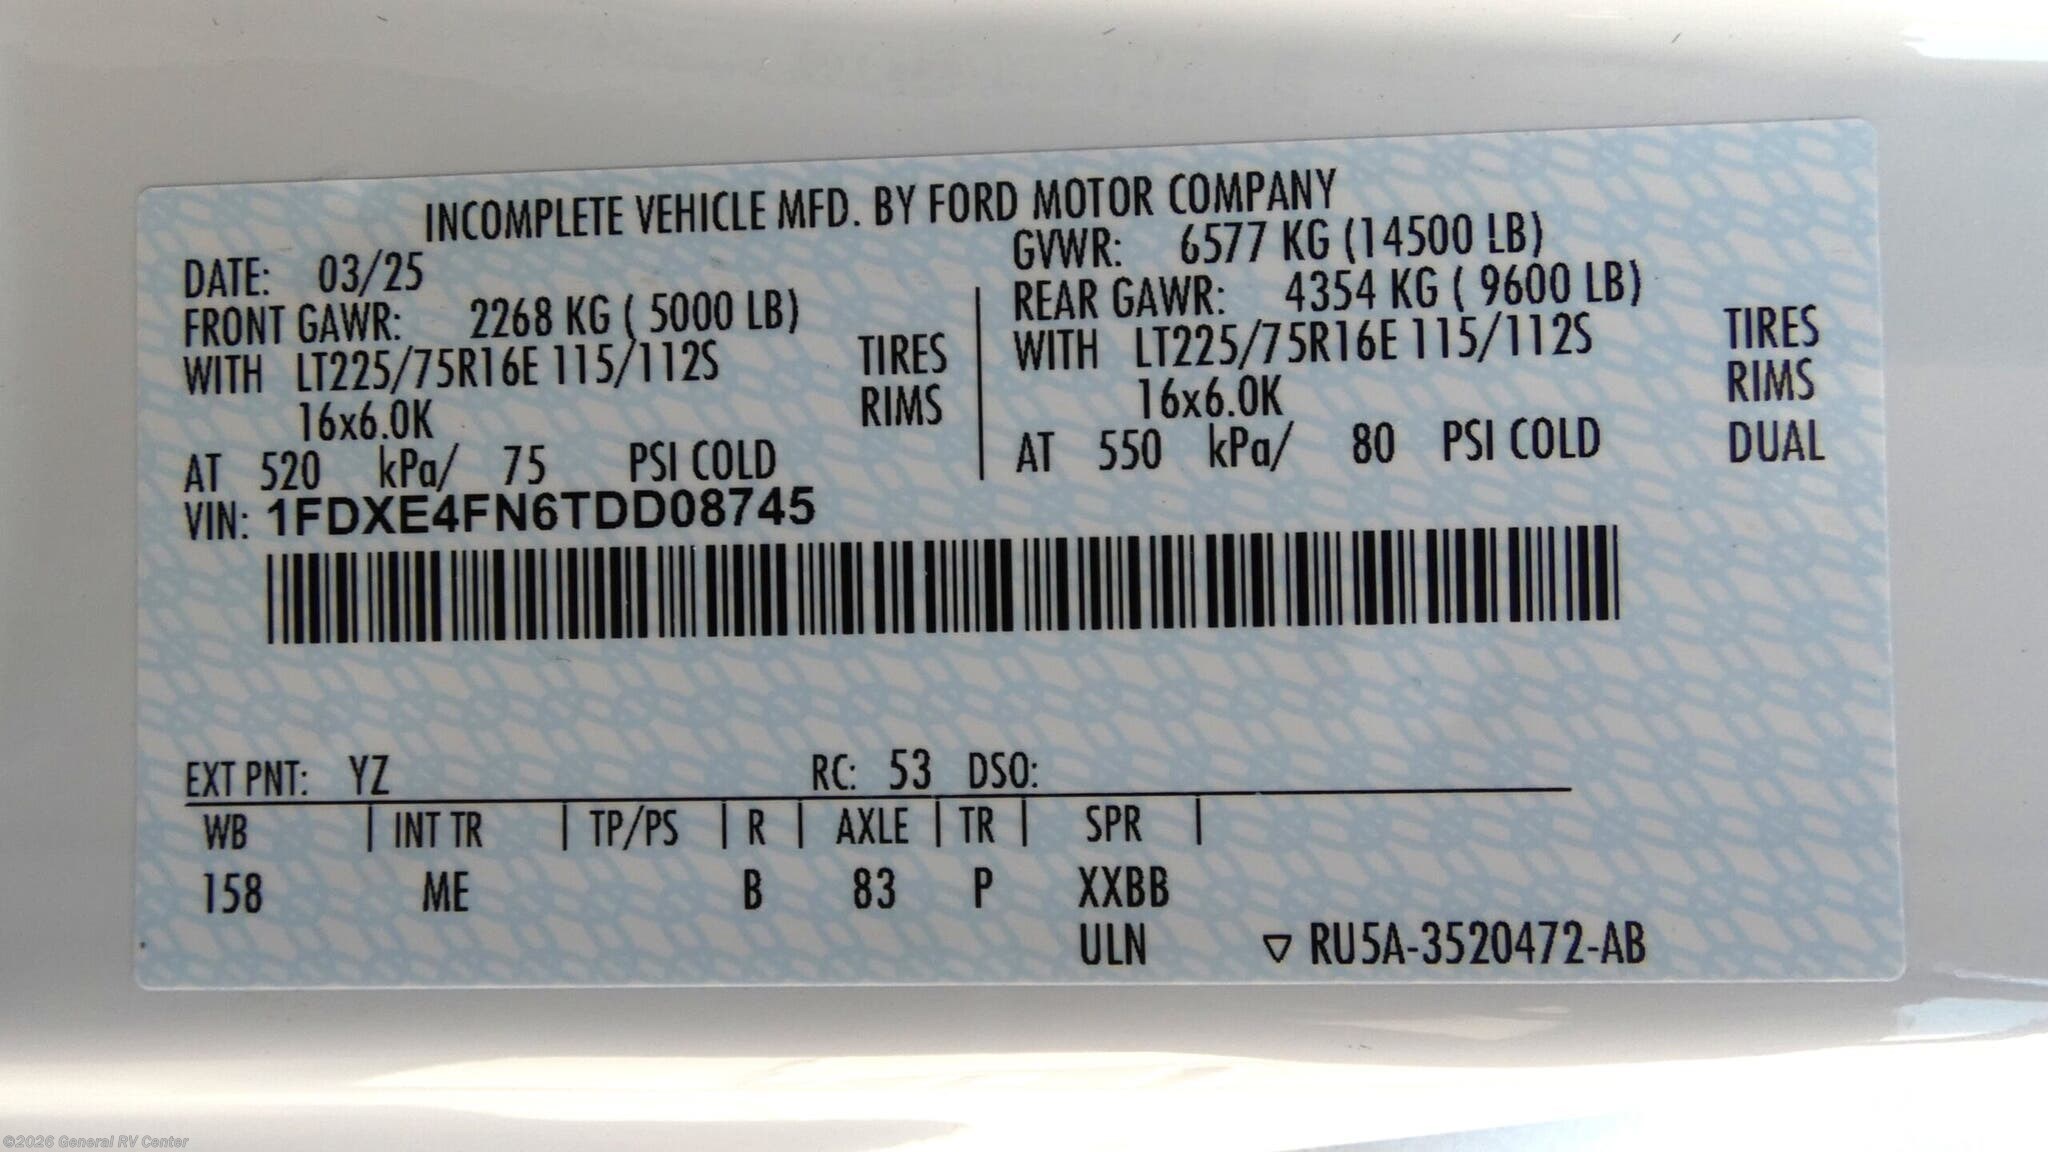 INCOMPLETE VEHICLE MFD. BY FORD MOTOR COMPANY
DATE: 03/25
GVWR: 6577 KG (14500 LB)
FRONT GAWR: 2268 KG ( 5000 LB)
REAR GAWR: 4354 KG ( 9600 LB)
WITH LT225/75R16E 115/112S TIRES
WITH LT225/75R16E 115/112S TIRES
16x6.0K RIMS
16x6.0K RIMS
AT 520 kPa/ 75 PSI COLD
AT 550 kPa/ 80 PSI COLD DUAL
VIN: 1FDXE4FN6TDD08745
EXT PNT: YZ RC: 53 DSO:
WB | INT TR | TP/PS | R | AXLE | TR | SPR |
158 ME B 83 P XXBB
ULN ▽ RU5A-3520472-AB
©2026 General RV Center